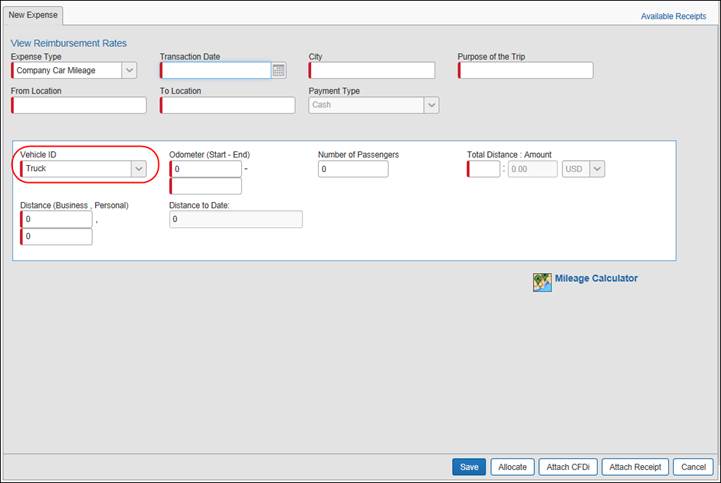 New Expense
Available Receipts
View Reimbursement Rates
Expense Type Transaction Date City Purpose of the Trip
Company Car Mileage
From Location To Location Payment Type
Cash
Vehicle ID Odometer (Start - End) Number of Passengers Total Distance : Amount
Truck 0 - 0 : 0.00 USD
Distance (Business , Personal) Distance to Date:
0 , 0
0
Mileage Calculator
Save Allocate Attach CFDi Attach Receipt Cancel